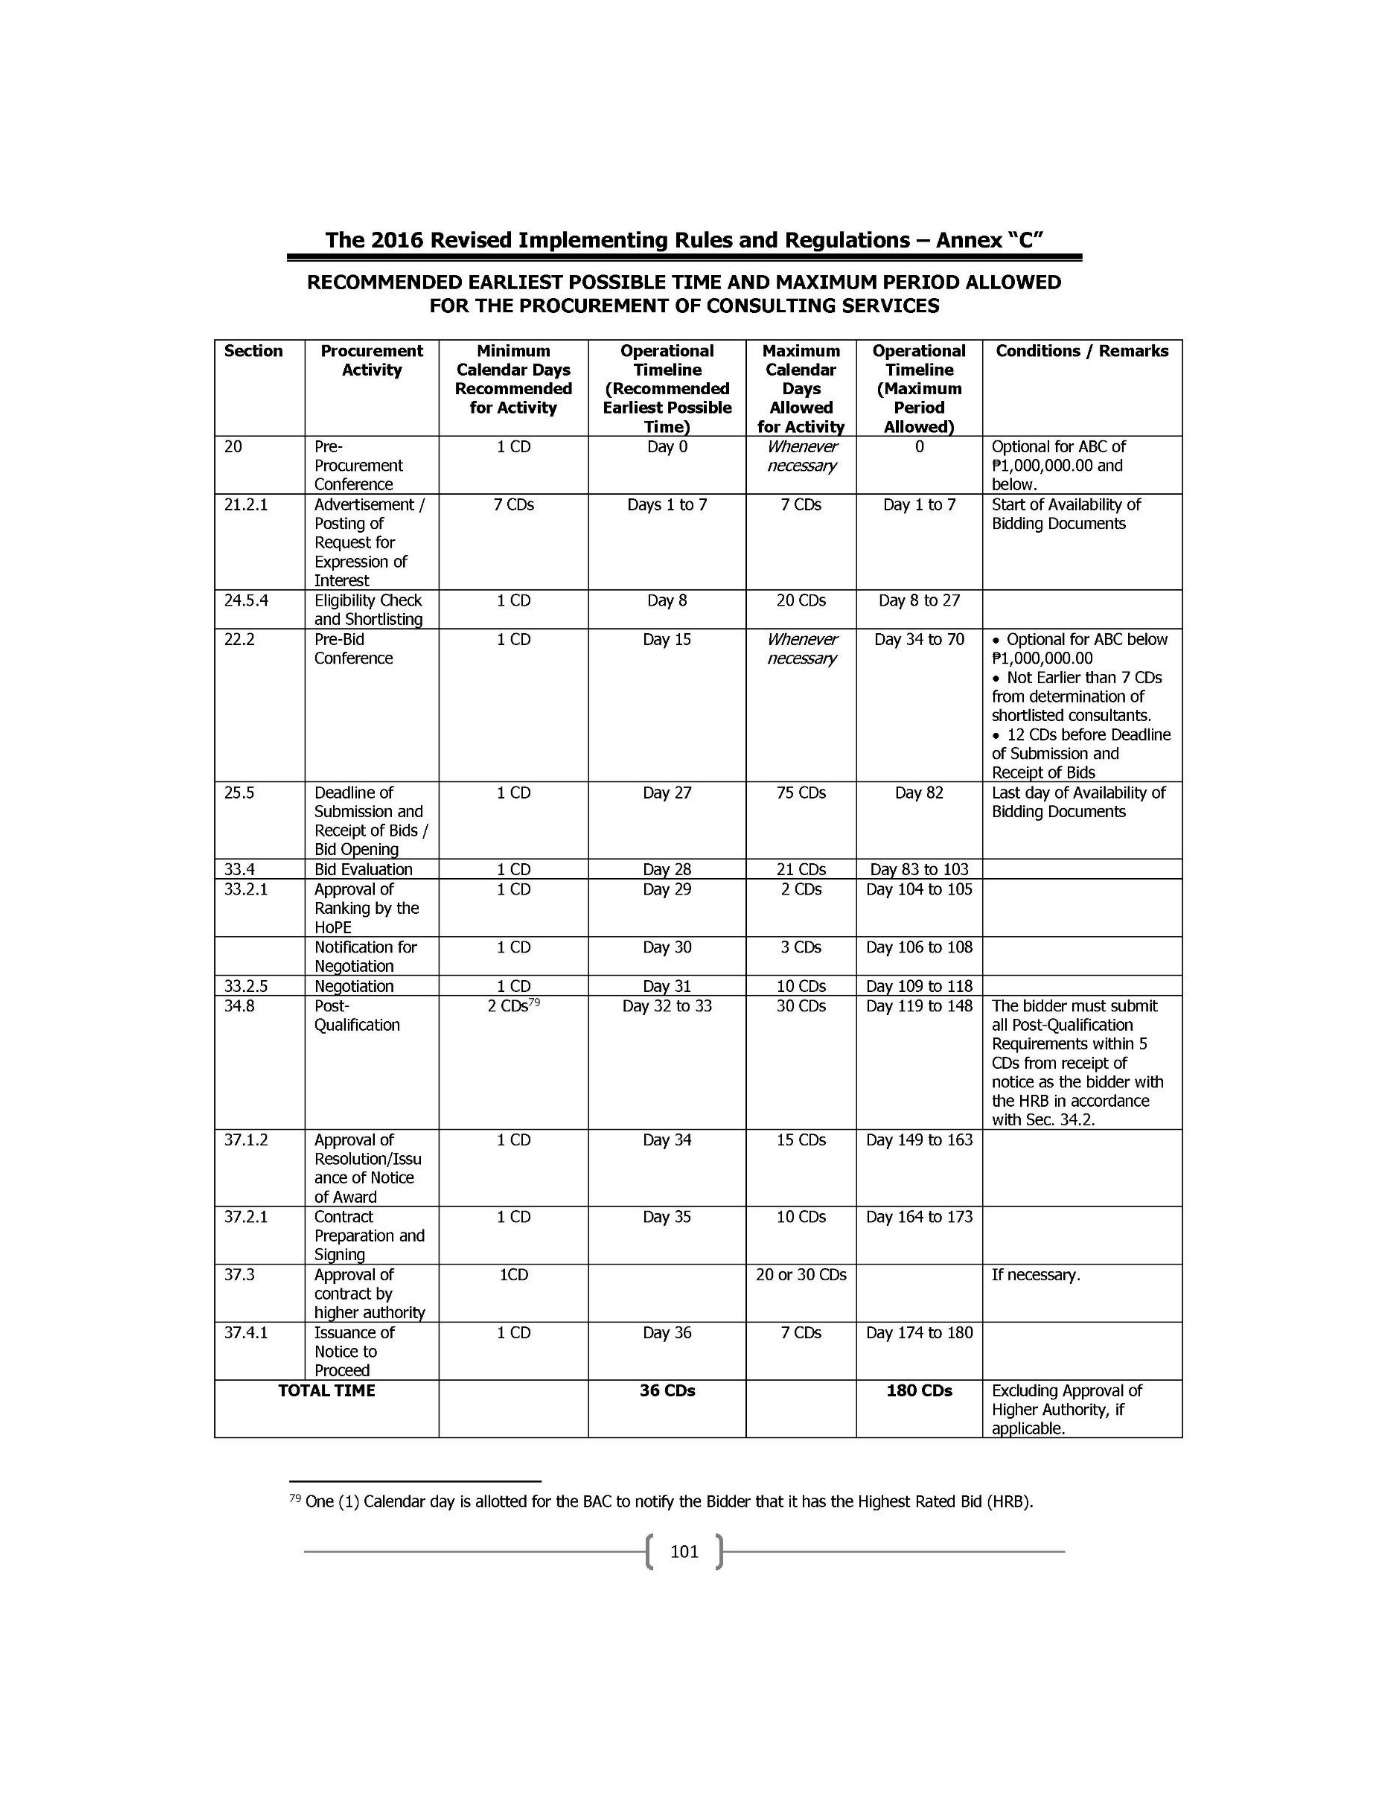 The 2016 Revised Implementing Rules and Regulations – Annex “C”
RECOMMENDED EARLIEST POSSIBLE TIME AND MAXIMUM PERIOD ALLOWED
FOR THE PROCUREMENT OF CONSULTING SERVICES
Section
Procurement
Activity
Minimum
Calendar Days
Recommended
for Activity
Operational
Timeline
(Recommended
Earliest Possible
Time)
Maximum
Calendar
Days
Allowed
for Activity
Operational
Timeline
(Maximum
Period
Allowed)
Conditions / Remarks
20
Pre-
Procurement
Conference
1 CD
Day 0
Whenever
necessary
0
Optional for ABC of
₱1,000,000.00 and
below.
21.2.1
Advertisement /
Posting of
Request for
Expression of
Interest
7 CDs
Days 1 to 7
7 CDs
Day 1 to 7
Start of Availability of
Bidding Documents
24.5.4
Eligibility Check
and Shortlisting
1 CD
Day 8
20 CDs
Day 8 to 27
22.2
Pre-Bid
Conference
1 CD
Day 15
Whenever
necessary
Day 34 to 70
• Optional for ABC below
₱1,000,000.00
• Not Earlier than 7 CDs
from determination of
shortlisted consultants.
• 12 CDs before Deadline
of Submission and
Receipt of Bids
25.5
Deadline of
Submission and
Receipt of Bids /
Bid Opening
1 CD
Day 27
75 CDs
Day 82
Last day of Availability of
Bidding Documents
33.4
Bid Evaluation
1 CD
Day 28
21 CDs
Day 83 to 103
33.2.1
Approval of
Ranking by the
HoPE
1 CD
Day 29
2 CDs
Day 104 to 105
Notification for
Negotiation
1 CD
Day 30
3 CDs
Day 106 to 108
33.2.5
Negotiation
1 CD
Day 31
10 CDs
Day 109 to 118
34.8
Post-
Qualification
2 CDs79
Day 32 to 33
30 CDs
Day 119 to 148
The bidder must submit
all Post-Qualification
Requirements within 5
CDs from receipt of
notice as the bidder with
the HRB in accordance
with Sec. 34.2.
37.1.2
Approval of
Resolution/Issu
ance of Notice
of Award
1 CD
Day 34
15 CDs
Day 149 to 163
37.2.1
Contract
Preparation and
Signing
1 CD
Day 35
10 CDs
Day 164 to 173
37.3
Approval of
contract by
higher authority
1CD
20 or 30 CDs
If necessary.
37.4.1
Issuance of
Notice to
Proceed
1 CD
Day 36
7 CDs
Day 174 to 180
TOTAL TIME
36 CDs
180 CDs
Excluding Approval of
Higher Authority, if
applicable.
79 One (1) Calendar day is allotted for the BAC to notify the Bidder that it has the Highest Rated Bid (HRB).
101